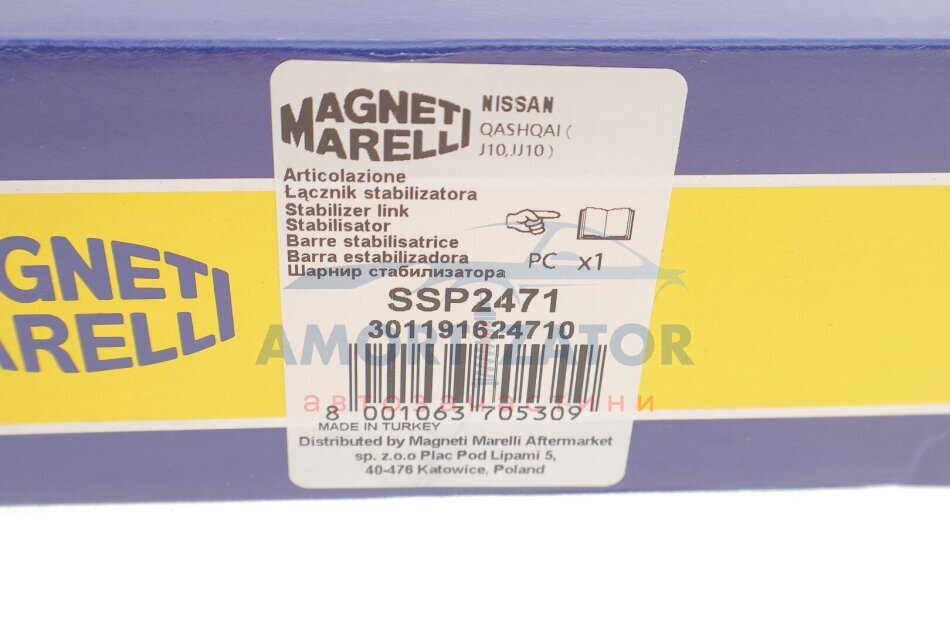 MAGNETI
MARELLI
NISSAN
QASHQAI (
J10,JJ10 )
Articolazione
Łącznik stabilizatora
Stabilizer link
Stabilisator
Barre stabilisatrice
Barra estabilizadora
Шарнир стабилизатора
PC x1
SSP2471
301191624710
8 001063 705309
MADE IN TURKEY
Distributed by Magneti Marelli Aftermarket
sp. z.o.o Plac Pod Lipami 5,
40-476 Katowice, Poland
GNETI
ARELLI
AMORTIZATOR
автозапчастини